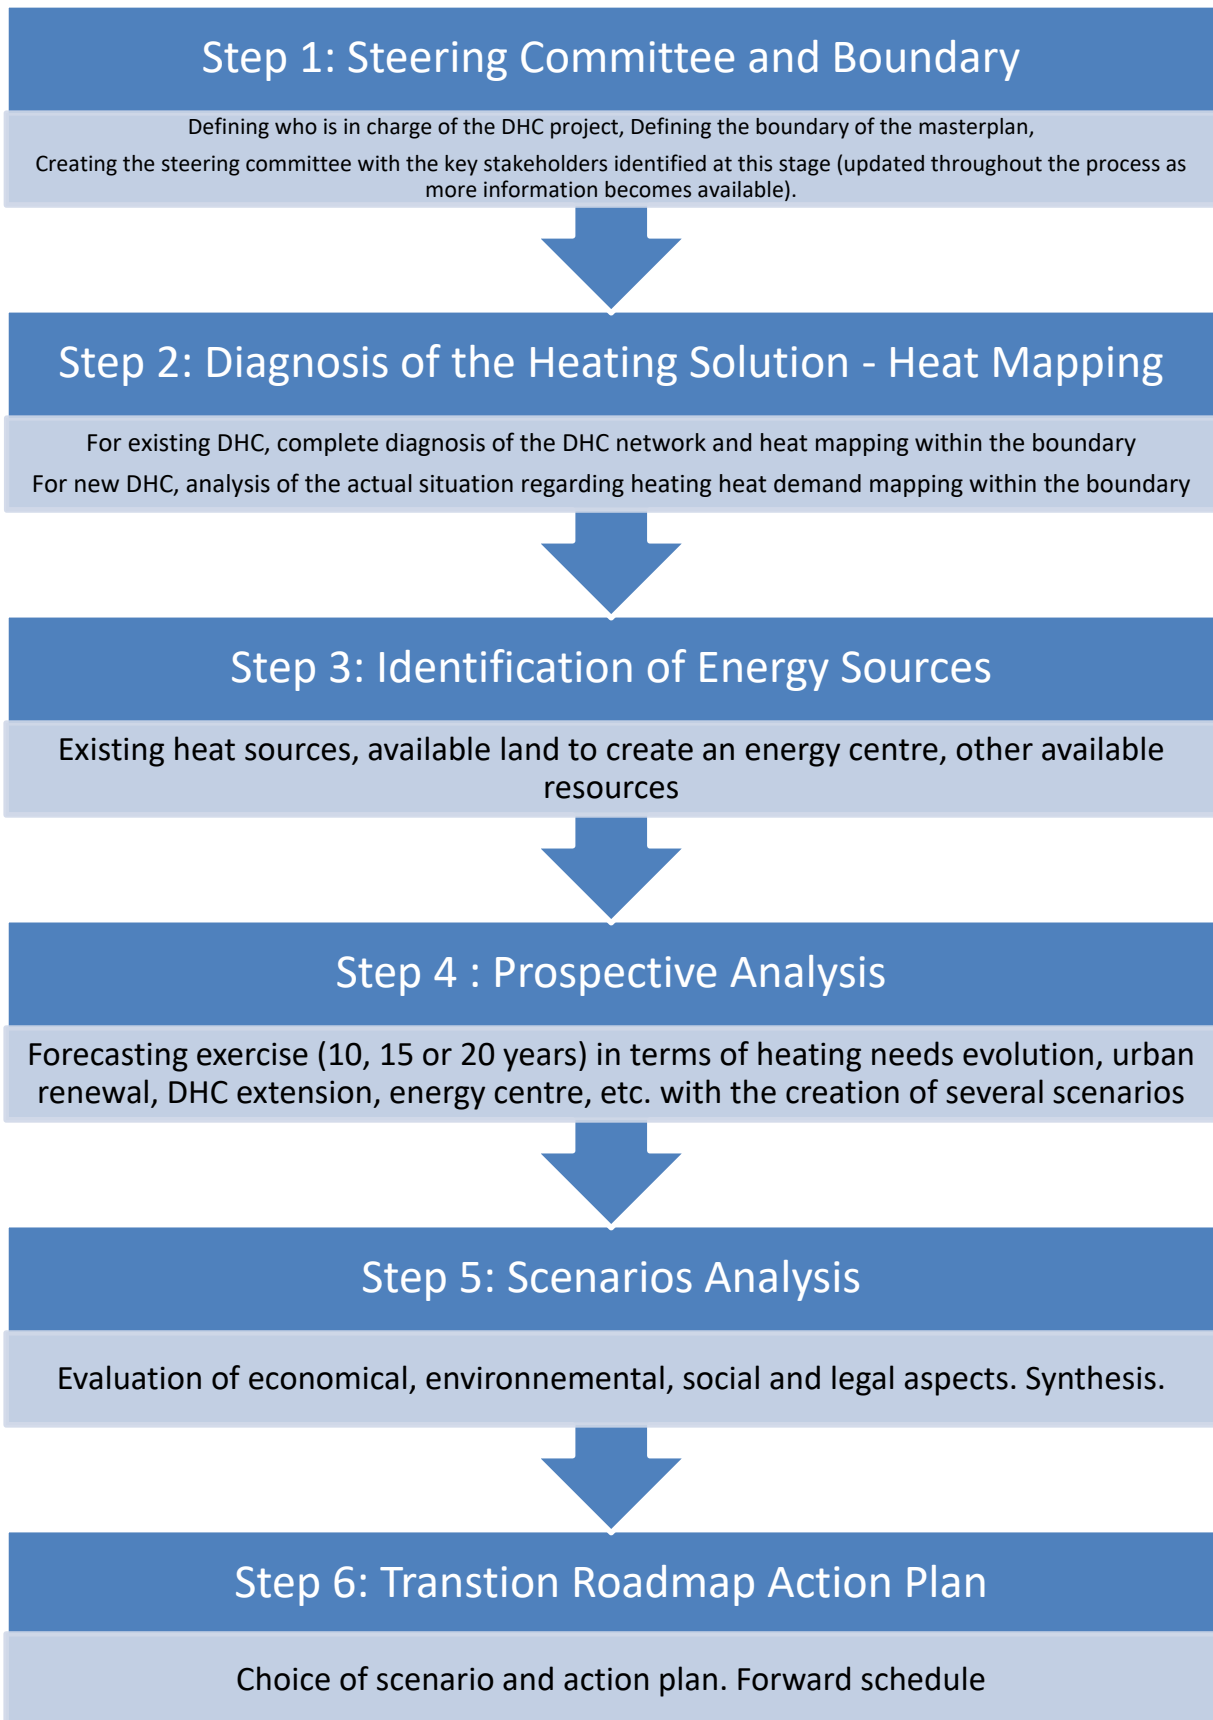 Step 1: Steering Committee and Boundary
Defining who is in charge of the DHC project, Defining the boundary of the masterplan,
Creating the steering committee with the key stakeholders identified at this stage (updated throughout the process as
more information becomes available).
Step 2: Diagnosis of the Heating Solution - Heat Mapping
For existing DHC, complete diagnosis of the DHC network and heat mapping within the boundary
For new DHC, analysis of the actual situation regarding heating heat demand mapping within the boundary
Step 3: Identification of Energy Sources
Existing heat sources, available land to create an energy centre, other available
resources
Step 4 : Prospective Analysis
Forecasting exercise (10, 15 or 20 years) in terms of heating needs evolution, urban
renewal, DHC extension, energy centre, etc. with the creation of several scenarios
Step 5: Scenarios Analysis
Evaluation of economical, environnemental, social and legal aspects. Synthesis.
Step 6: Transtion Roadmap Action Plan
Choice of scenario and action plan. Forward schedule